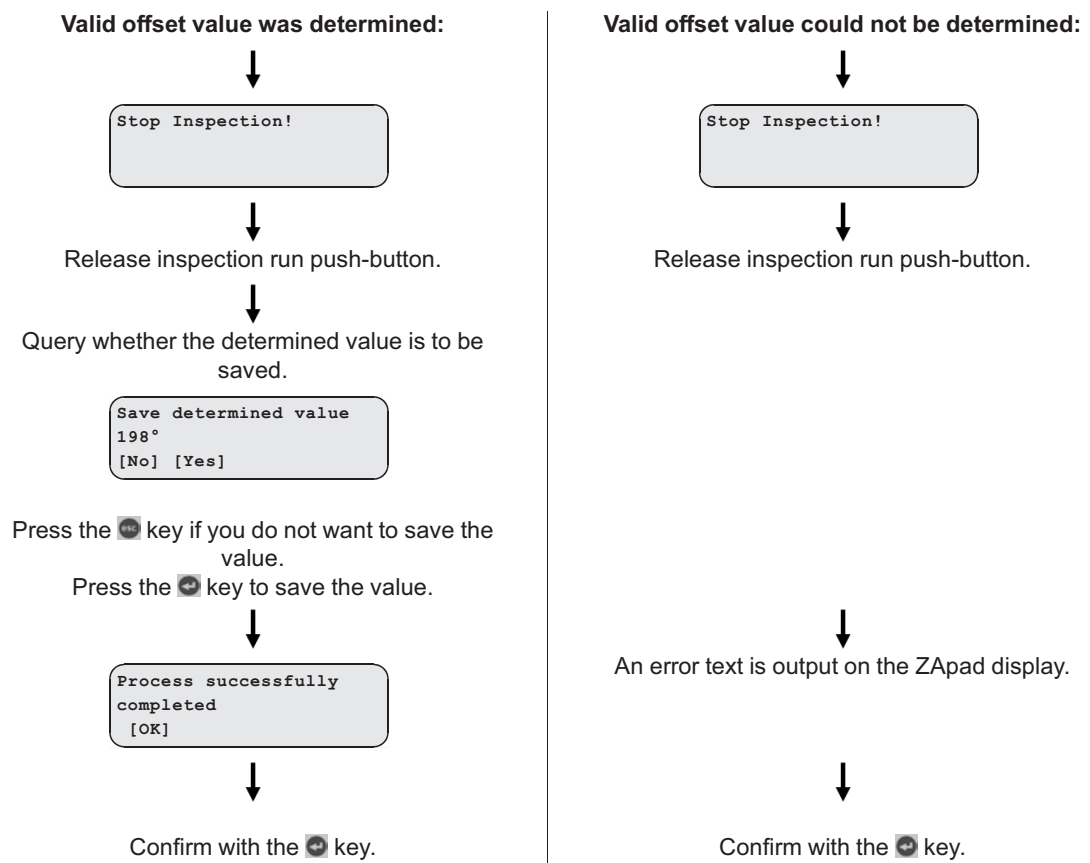 Valid offset value was determined:
Stop Inspection!
Release inspection run push-button.
Query whether the determined value is to be
saved.
Save determined value
198°
[No] [Yes]
Press the esc key if you do not want to save the
value.
Press the key to save the value.
Process successfully
completed
[OK]
Confirm with the key.
Valid offset value could not be determined:
Stop Inspection!
Release inspection run push-button.
An error text is output on the ZApad display.
Confirm with the key.